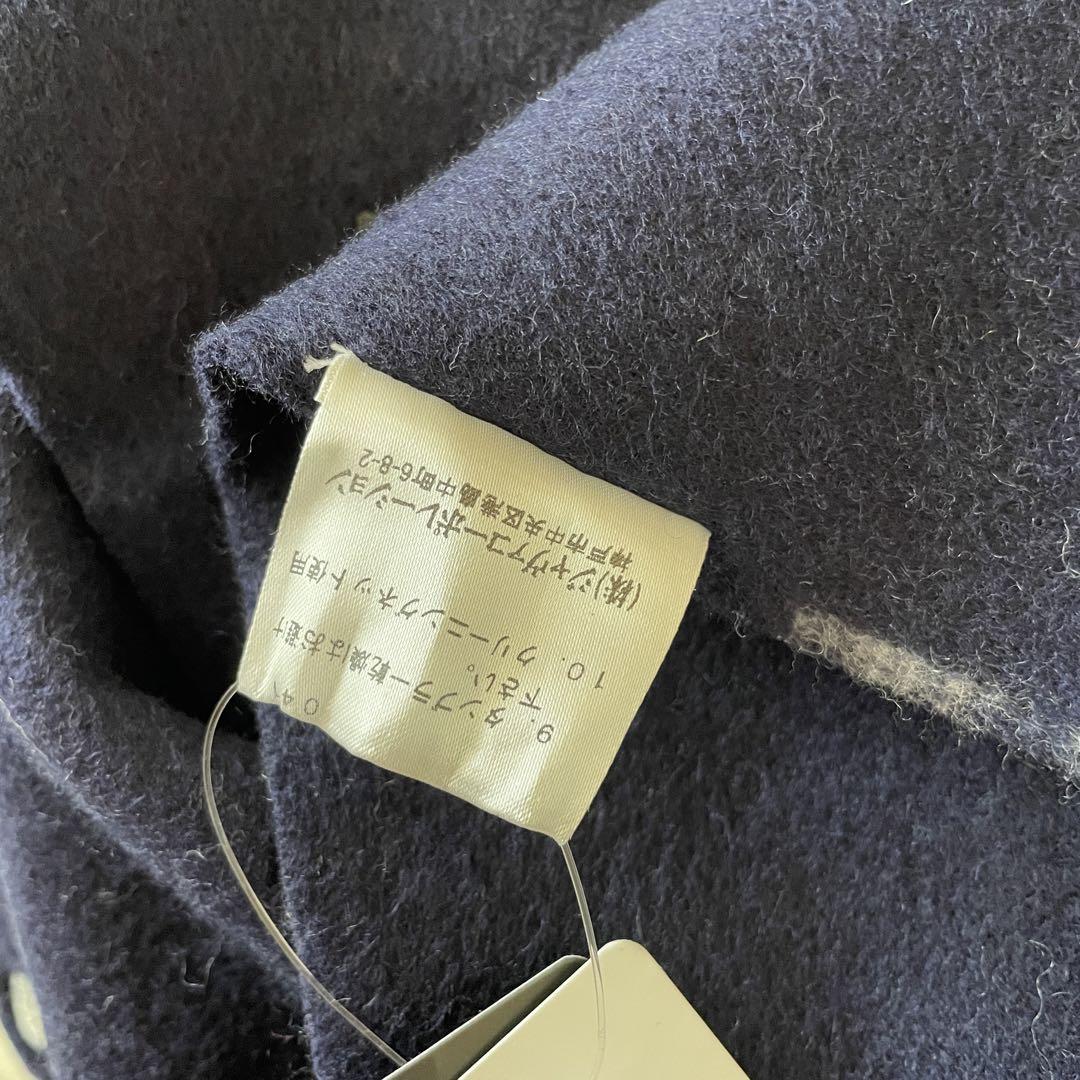 ０４
９．タンブラー乾燥はお避け
下さい。
１０．クリーニングネット使用
(株)ジャヴァコーポレーション
神戸市中央区港島中町6-8-2